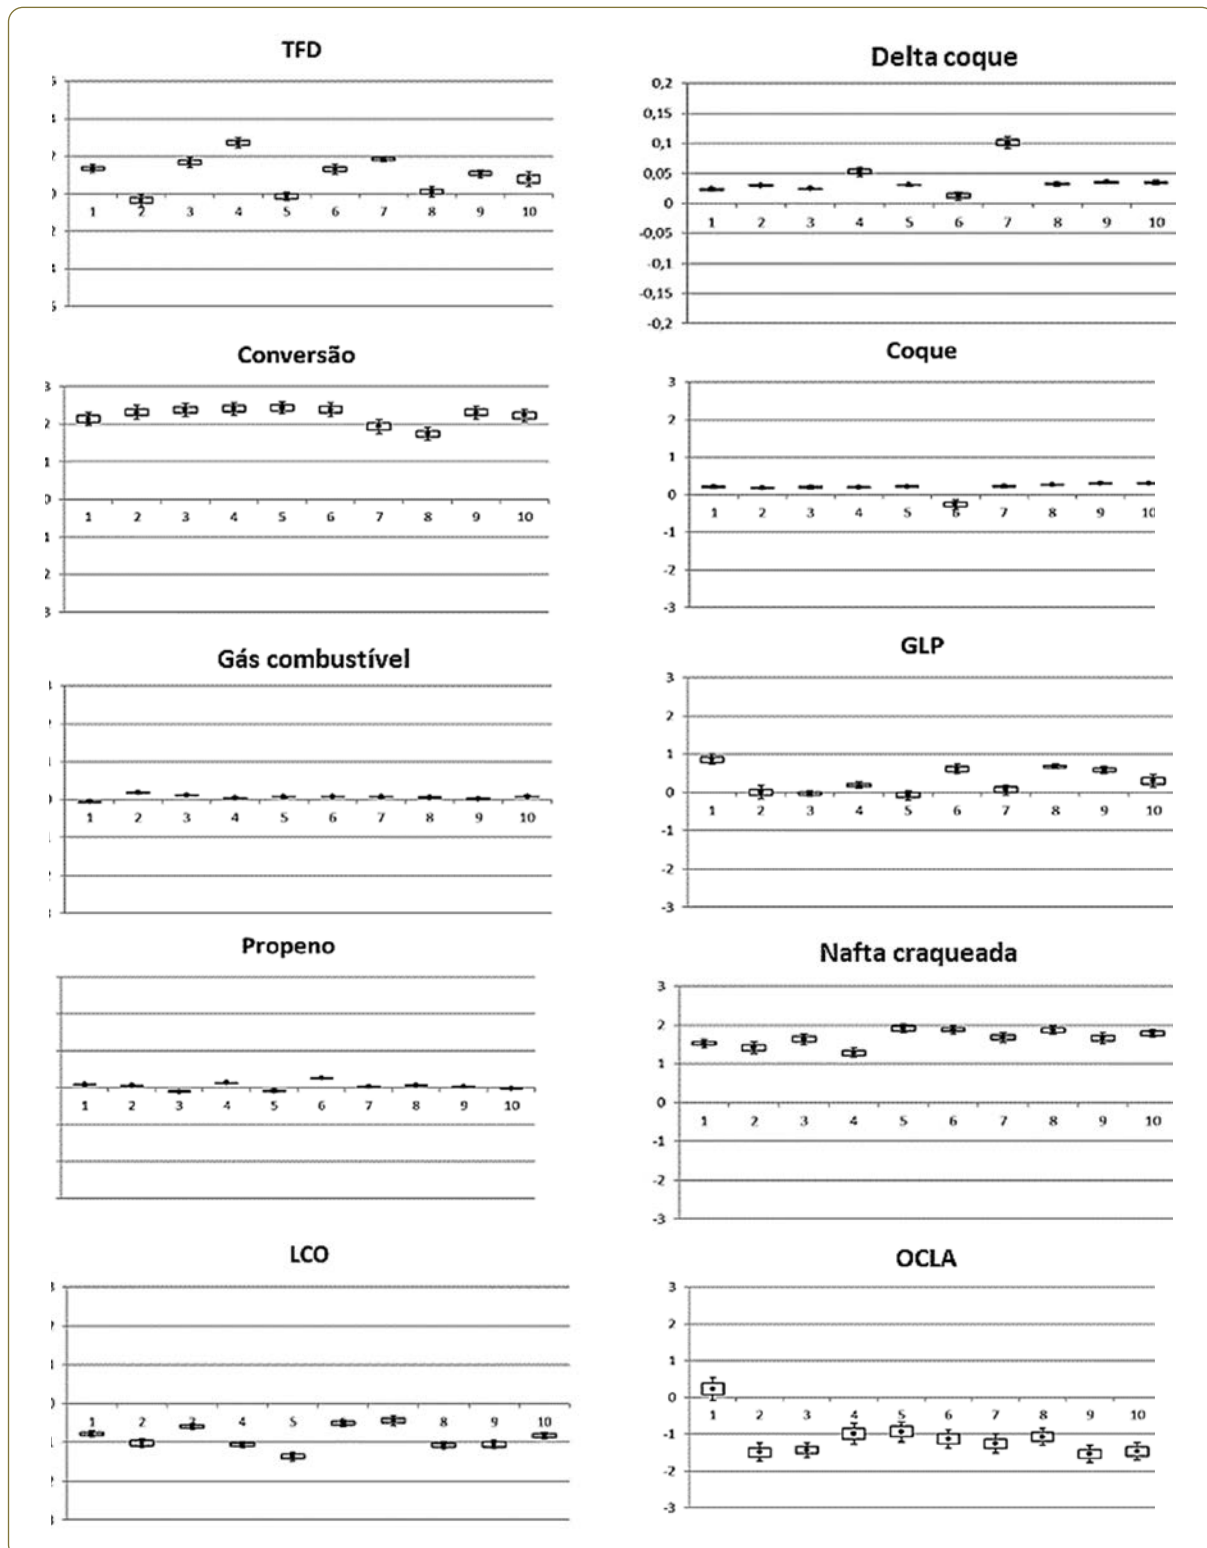 TFD
1 2 3 4 5 6 7 8 9 10
Delta coque
0,2
0,15
0,1
0,05
0
-0,05
-0,1
-0,15
-0,2
1 2 3 4 5 6 7 8 9 10
Conversão
1 2 3 4 5 6 7 8 9 10
Coque
3
2
1
0
-1
-2
-3
1 2 3 4 5 6 7 8 9 10
Gás combustível
1 2 3 4 5 6 7 8 9 10
GLP
3
2
1
0
-1
-2
-3
1 2 3 4 5 6 7 8 9 10
Propeno
1 2 3 4 5 6 7 8 9 10
Nafta craqueada
3
2
1
0
-1
-2
-3
1 2 3 4 5 6 7 8 9 10
LCO
1 2 3 4 5 6 7 8 9 10
OCLA
3
2
1
0
-1
-2
-3
1 2 3 4 5 6 7 8 9 10